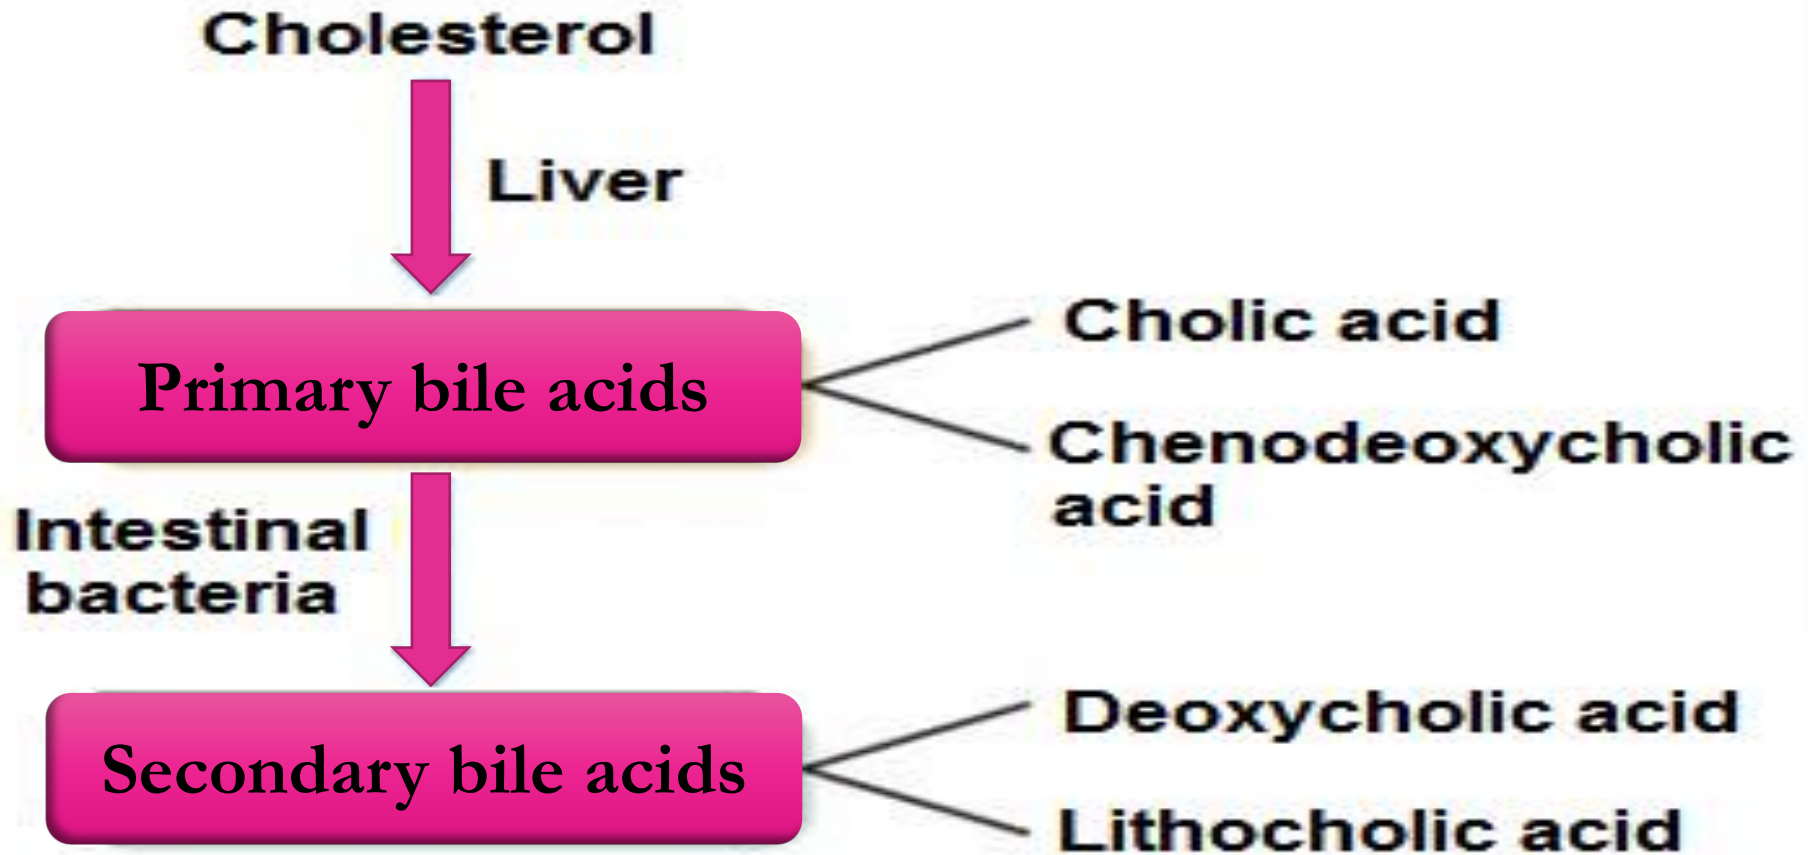 Cholesterol
Liver
Primary bile acids
Cholic acid
Chenodeoxycholic
acid
Intestinal
bacteria
Secondary bile acids
Deoxycholic acid
Lithocholic acid